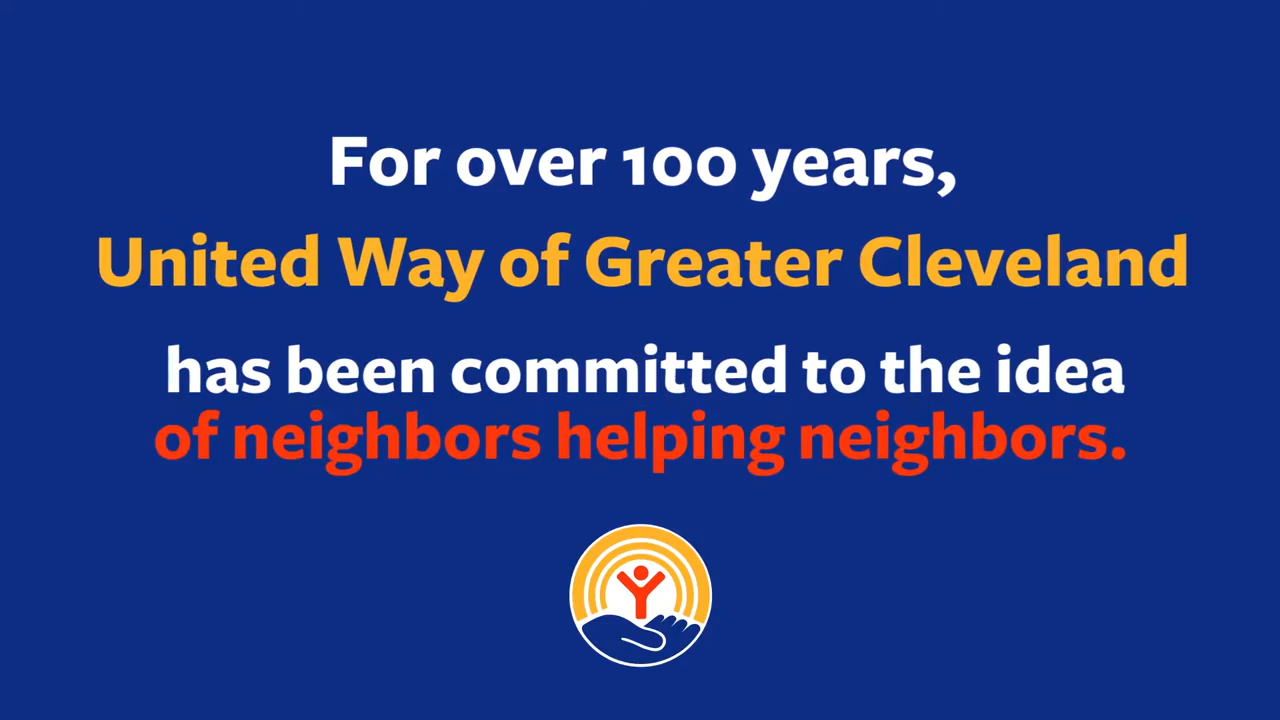 For over 100 years,
United Way of Greater Cleveland
has been committed to the idea
of neighbors helping neighbors.